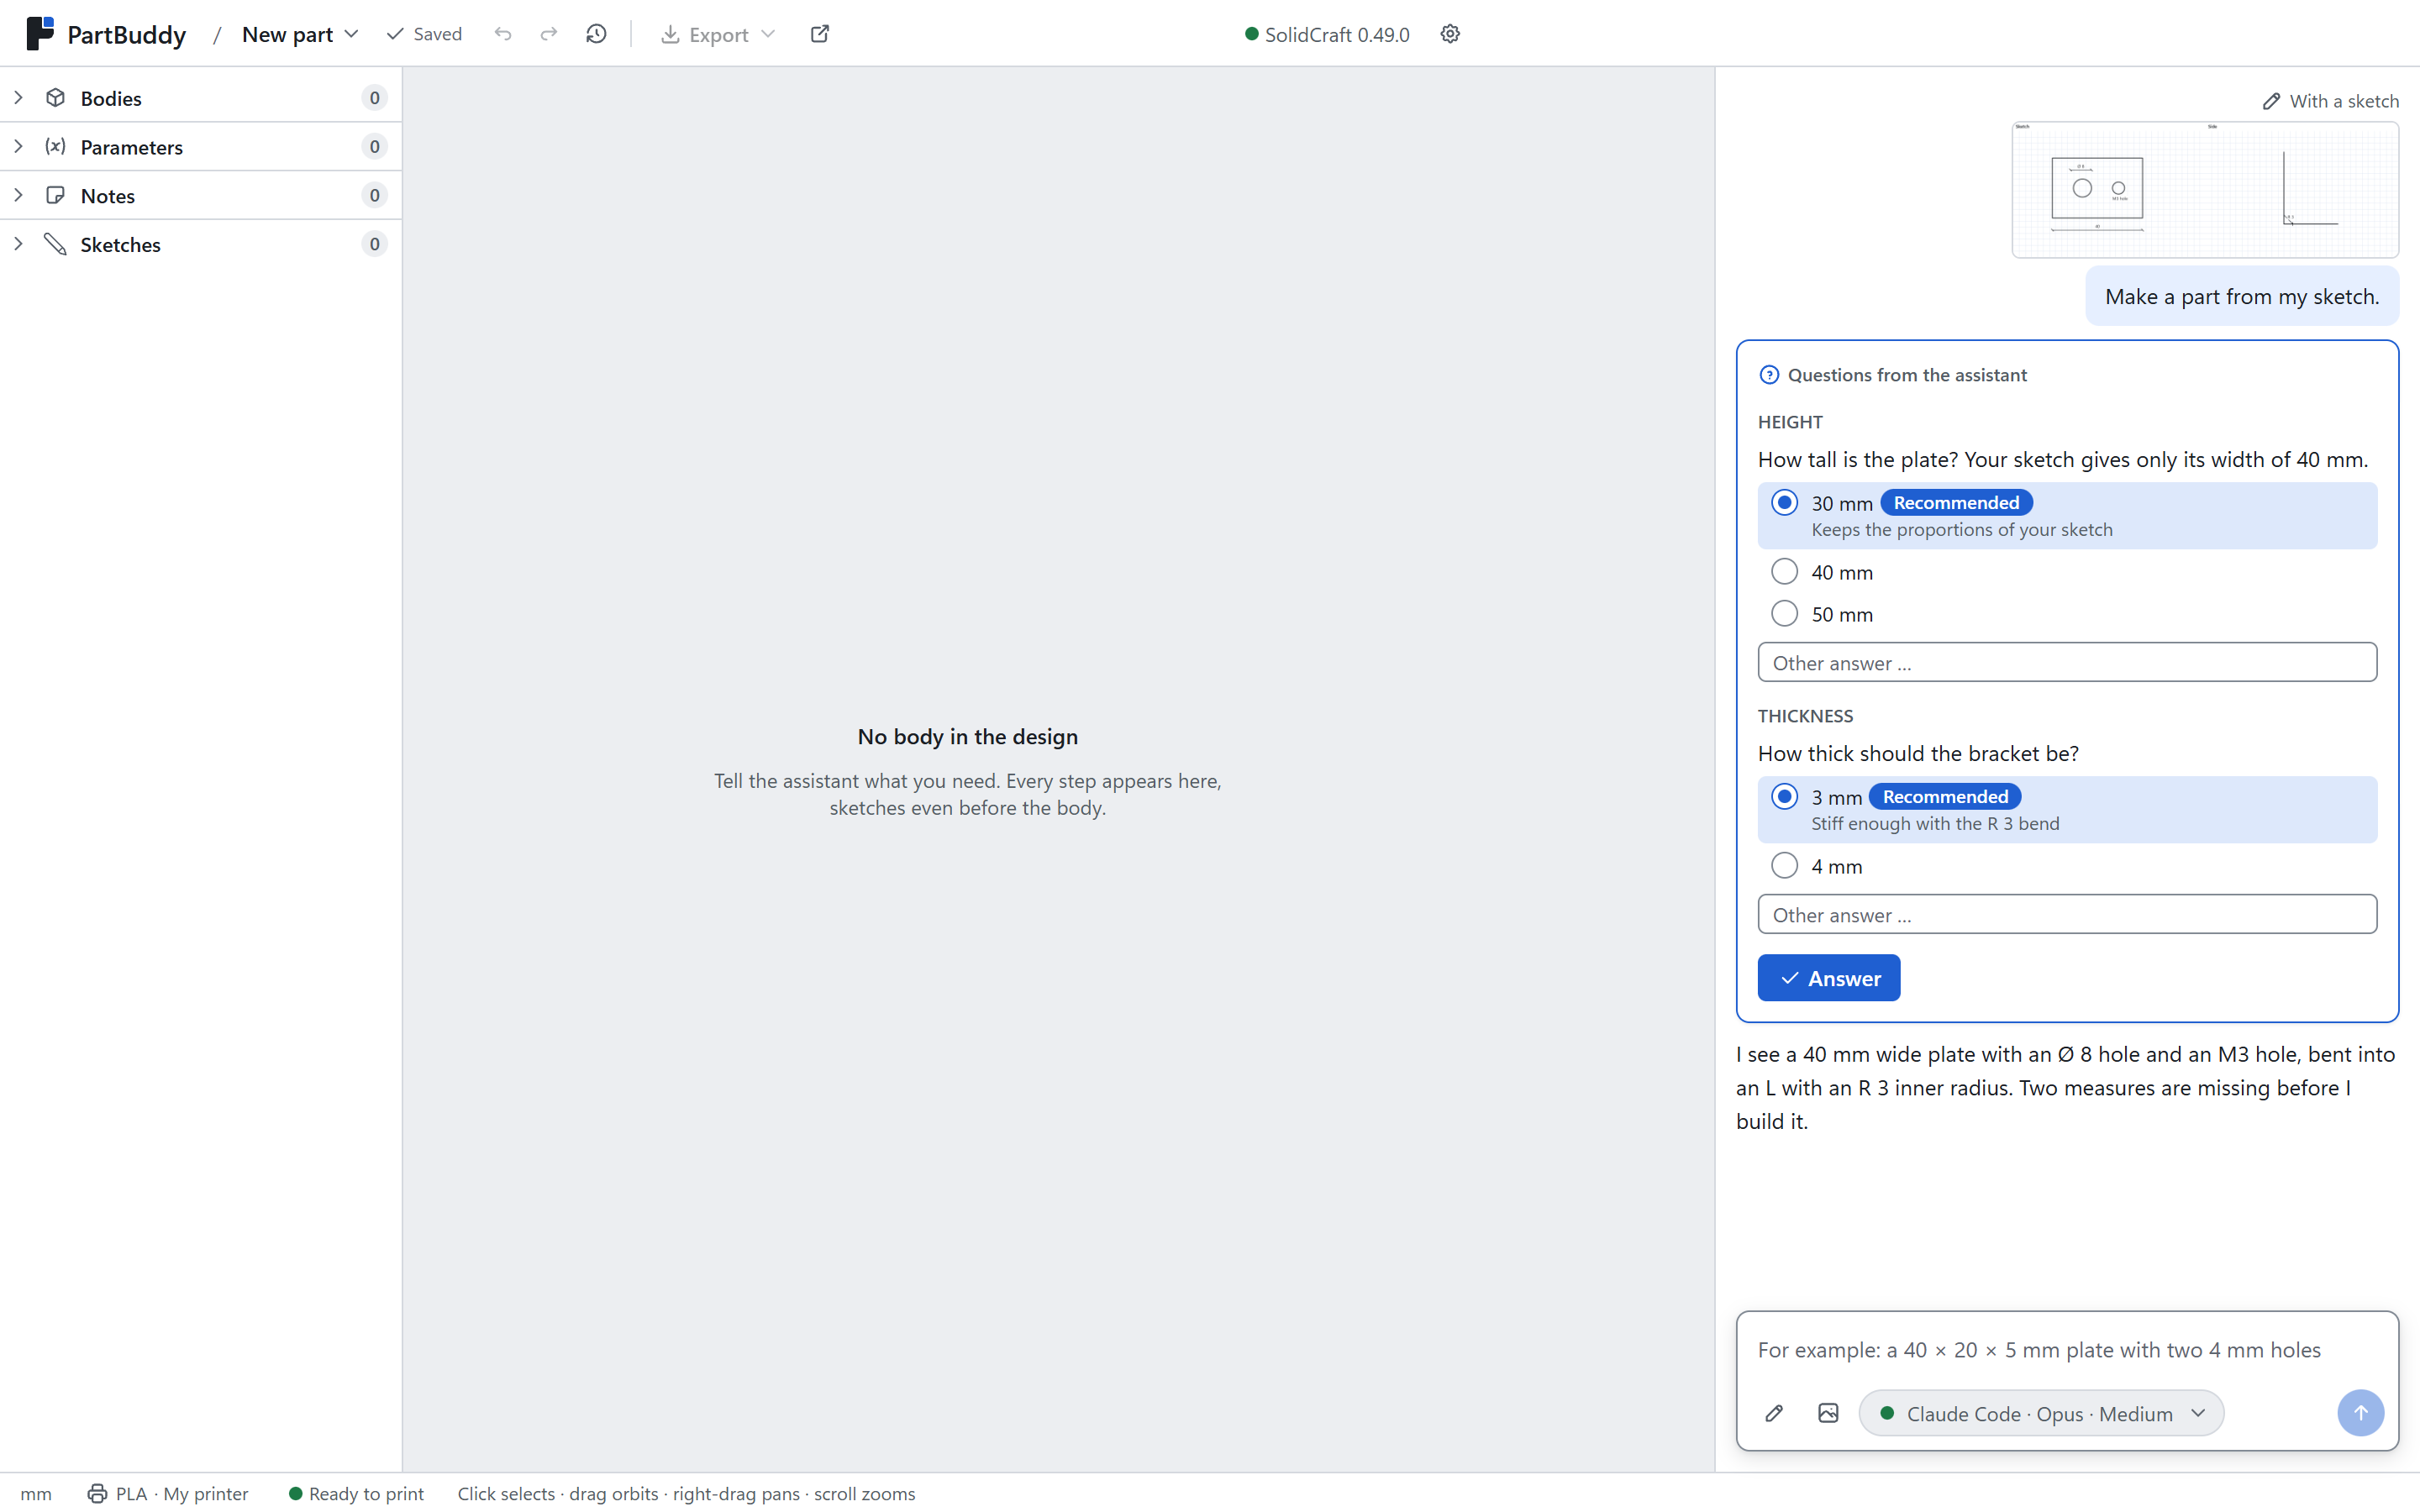 PartBuddy / New part Saved Export SolidCraft 0.49.0
Bodies 0
Parameters 0
Notes 0
Sketches 0
No body in the design
Tell the assistant what you need. Every step appears here,
sketches even before the body.
With a sketch
Sketch Side
Ø 8
M3 hole
40
Make a part from my sketch.
Questions from the assistant
HEIGHT
How tall is the plate? Your sketch gives only its width of 40 mm.
30 mm Recommended
Keeps the proportions of your sketch
40 mm
50 mm
Other answer ...
THICKNESS
How thick should the bracket be?
3 mm Recommended
Stiff enough with the R 3 bend
4 mm
Other answer ...
Answer
I see a 40 mm wide plate with an Ø 8 hole and an M3 hole, bent into
an L with an R 3 inner radius. Two measures are missing before I
build it.
For example: a 40 × 20 × 5 mm plate with two 4 mm holes
Claude Code · Opus · Medium
mm PLA · My printer Ready to print Click selects · drag orbits · right-drag pans · scroll zooms